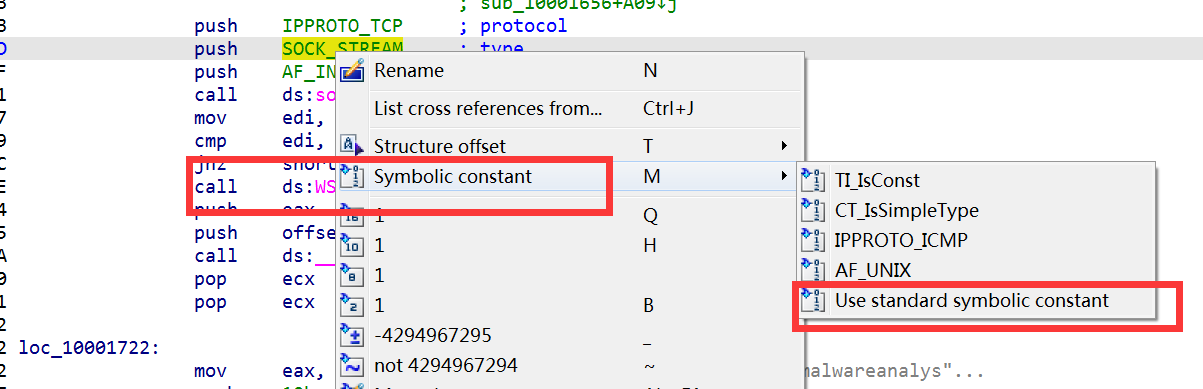 ; sub_10001656+A09↓j
push IPPROTO_TCP ; protocol
push SOCK_STREAM ; type
push AF_IN
call ds:so
mov edi,
cmp edi,
jnz short
call ds:WS
push eax
push offse
call ds:__
pop ecx
pop ecx
loc_10001722:
mov eax, malwareanalys"...
Rename N
List cross references from... Ctrl+J
Structure offset T
Symbolic constant M
1 Q
1 H
1
1 B
-4294967295 _
not 4294967294 ~
TI_IsConst
CT_IsSimpleType
IPPROTO_ICMP
AF_UNIX
Use standard symbolic constant